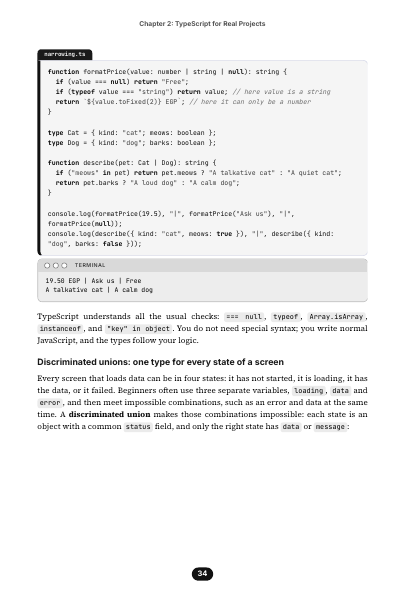 Chapter 2: TypeScript for Real Projects
narrowing.ts
function formatPrice(value: number | string | null): string {
  if (value === null) return "Free";
  if (typeof value === "string") return value; // here value is a string
  return `${value.toFixed(2)} EGP`; // here it can only be a number
}

type Cat = { kind: "cat"; meows: boolean };
type Dog = { kind: "dog"; barks: boolean };

function describe(pet: Cat | Dog): string {
  if ("meows" in pet) return pet.meows ? "A talkative cat" : "A quiet cat";
  return pet.barks ? "A loud dog" : "A calm dog";
}

console.log(formatPrice(19.5), "|", formatPrice("Ask us"), "|",
formatPrice(null));
console.log(describe({ kind: "cat", meows: true }), "|", describe({ kind:
"dog", barks: false }));
TERMINAL
19.50 EGP | Ask us | Free
A talkative cat | A calm dog
TypeScript understands all the usual checks: === null, typeof, Array.isArray,
instanceof, and "key" in object. You do not need special syntax; you write normal
JavaScript, and the types follow your logic.
Discriminated unions: one type for every state of a screen
Every screen that loads data can be in four states: it has not started, it is loading, it has
the data, or it failed. Beginners often use three separate variables, loading, data and
error, and then meet impossible combinations, such as an error and data at the same
time. A discriminated union makes those combinations impossible: each state is an
object with a common status field, and only the right state has data or message:
34